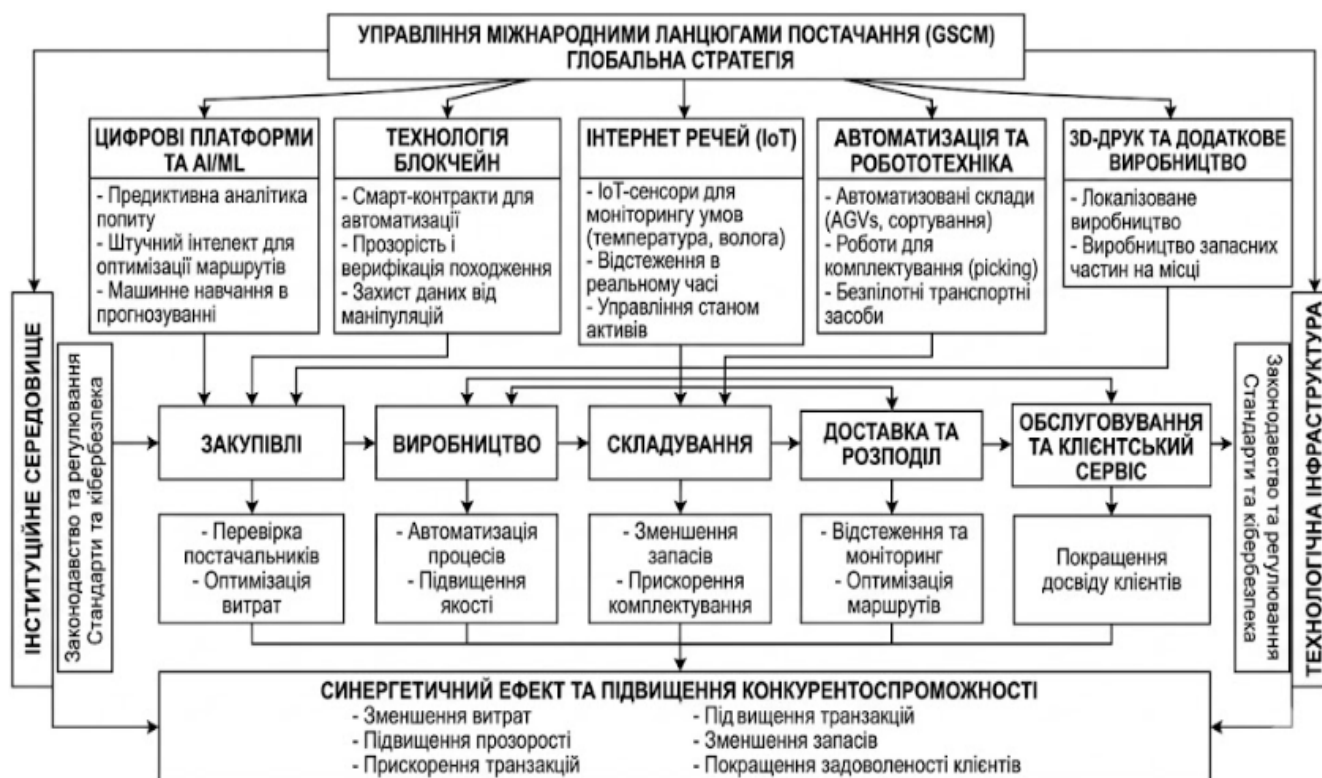 УПРАВЛІННЯ МІЖНАРОДНИМИ ЛАНЦЮГАМИ ПОСТАЧАННЯ (GSCM)
ГЛОБАЛЬНА СТРАТЕГІЯ
ЦИФРОВІ ПЛАТФОРМИ
ТА AI/ML
- Предиктивна аналітика
попиту
- Штучний інтелект для
оптимізації маршрутів
- Машинне навчання в
прогнозуванні
ТЕХНОЛОГІЯ
БЛОКЧЕЙН
- Смарт-контракти для
автоматизації
- Прозорість і
верифікація походження
- Захист даних від
маніпуляцій
ІНТЕРНЕТ РЕЧЕЙ (IoT)
- IoT-сенсори для
моніторингу умов
(температура, волога)
- Відстеження в
реальному часі
- Управління станом
активів
АВТОМАТИЗАЦІЯ ТА
РОБОТОТЕХНІКА
- Автоматизовані склади
(AGVs, сортування)
- Роботи для
комплектування (picking)
- Безпілотні транспортні
засоби
3D-ДРУК ТА ДОДАТКОВЕ
ВИРОБНИЦТВО
- Локалізоване
виробництво
- Виробництво запасних
частин на місці
ІНСТИТУЦІЙНЕ СЕРЕДОВИЩЕ
Законодавство та регулювання
Стандарти та кібербезпека
ЗАКУПІВЛІ
ВИРОБНИЦТВО
СКЛАДУВАННЯ
ДОСТАВКА ТА
РОЗПОДІЛ
ОБСЛУГОВУВАННЯ
ТА КЛІЄНТСЬКИЙ
СЕРВІС
Законодавство та регулювання
Стандарти та кібербезпека
ТЕХНОЛОГІЧНА ІНФРАСТРУКТУРА
- Перевірка
постачальників
- Оптимізація
витрат
- Автоматизація
процесів
- Підвищення
якості
- Зменшення
запасів
- Прискорення
комплектування
- Відстеження та
моніторинг
- Оптимізація
маршрутів
Покращення
досвіду клієнтів
СИНЕРГЕТИЧНИЙ ЕФЕКТ ТА ПІДВИЩЕННЯ КОНКУРЕНТОСПРОМОЖНОСТІ
- Зменшення витрат
- Підвищення прозорості
- Прискорення транзакцій
- Підвищення транзакцій
- Зменшення запасів
- Покращення задоволеності клієнтів